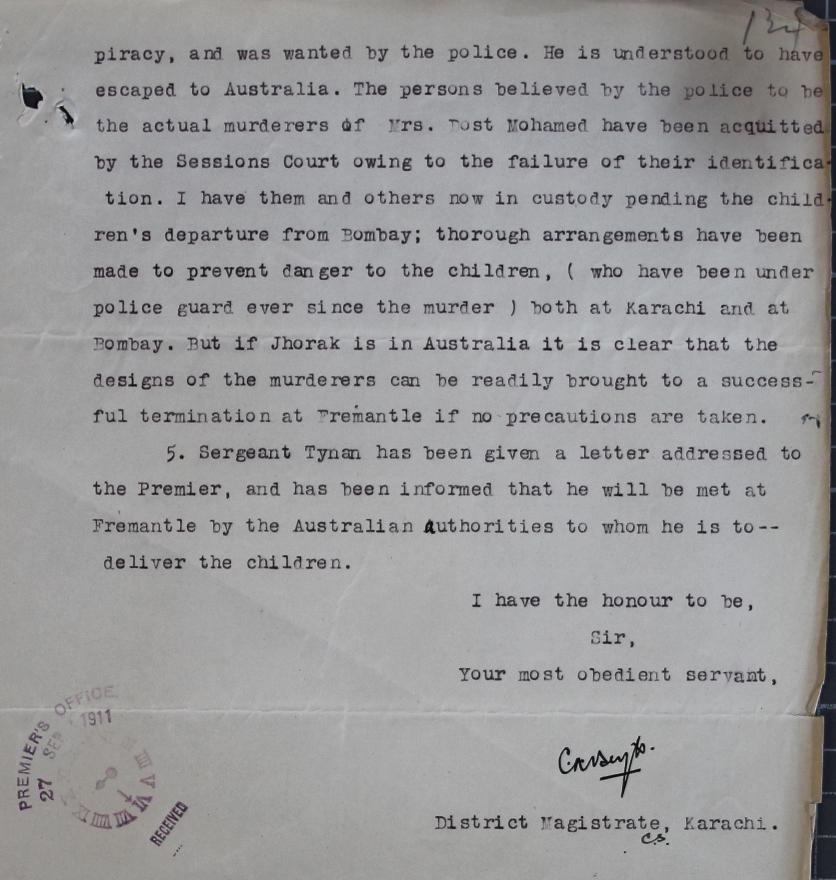 134
piracy, and was wanted by the police. He is understood to have
escaped to Australia. The persons believed by the police to be
the actual murderers of Mrs. Dost Mohamed have been acquitted
by the Sessions Court owing to the failure of their identifica-
tion. I have them and others now in custody pending the child-
ren's departure from Bombay; thorough arrangements have been
made to prevent danger to the children, ( who have been under
police guard ever since the murder ) both at Karachi and at
Bombay. But if Jhorak is in Australia it is clear that the
designs of the murderers can be readily brought to a success-
ful termination at Fremantle if no precautions are taken.
5. Sergeant Tynan has been given a letter addressed to
the Premier, and has been informed that he will be met at
Fremantle by the Australian Authorities to whom he is to--
deliver the children.
I have the honour to be,
Sir,
Your most obedient servant,
District Magistrate, Karachi.
C.S.
PREMIER'S OFFICE
27 SEP 1911
RECEIVED